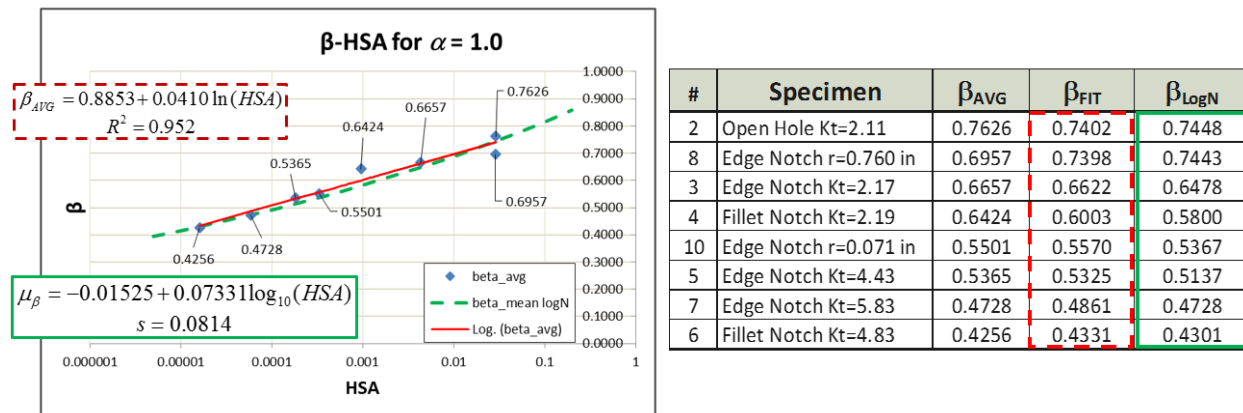 β-HSA for α = 1.0
β_AVG = 0.8853 + 0.0410 ln(HSA)
R² = 0.952
μ_β = −0.01525 + 0.07331 log₁₀(HSA)
s = 0.0814
1.0000
0.9000
0.8000
0.7000
0.6000
0.5000
0.4000
0.3000
0.2000
0.1000
0.0000
0.7626
0.6657
0.6424
0.5365
0.5501
0.6957
0.4256
0.4728
β
beta_avg
beta_mean logN
Log. (beta_avg)
0.000001 0.00001 0.0001 0.001 0.01 0.1 1
HSA
# Specimen β_AVG β_FIT β_LogN
2 Open Hole Kt=2.11 0.7626 0.7402 0.7448
8 Edge Notch r=0.760 in 0.6957 0.7398 0.7443
3 Edge Notch Kt=2.17 0.6657 0.6622 0.6478
4 Fillet Notch Kt=2.19 0.6424 0.6003 0.5800
10 Edge Notch r=0.071 in 0.5501 0.5570 0.5367
5 Edge Notch Kt=4.43 0.5365 0.5325 0.5137
7 Edge Notch Kt=5.83 0.4728 0.4861 0.4728
6 Fillet Notch Kt=4.83 0.4256 0.4331 0.4301